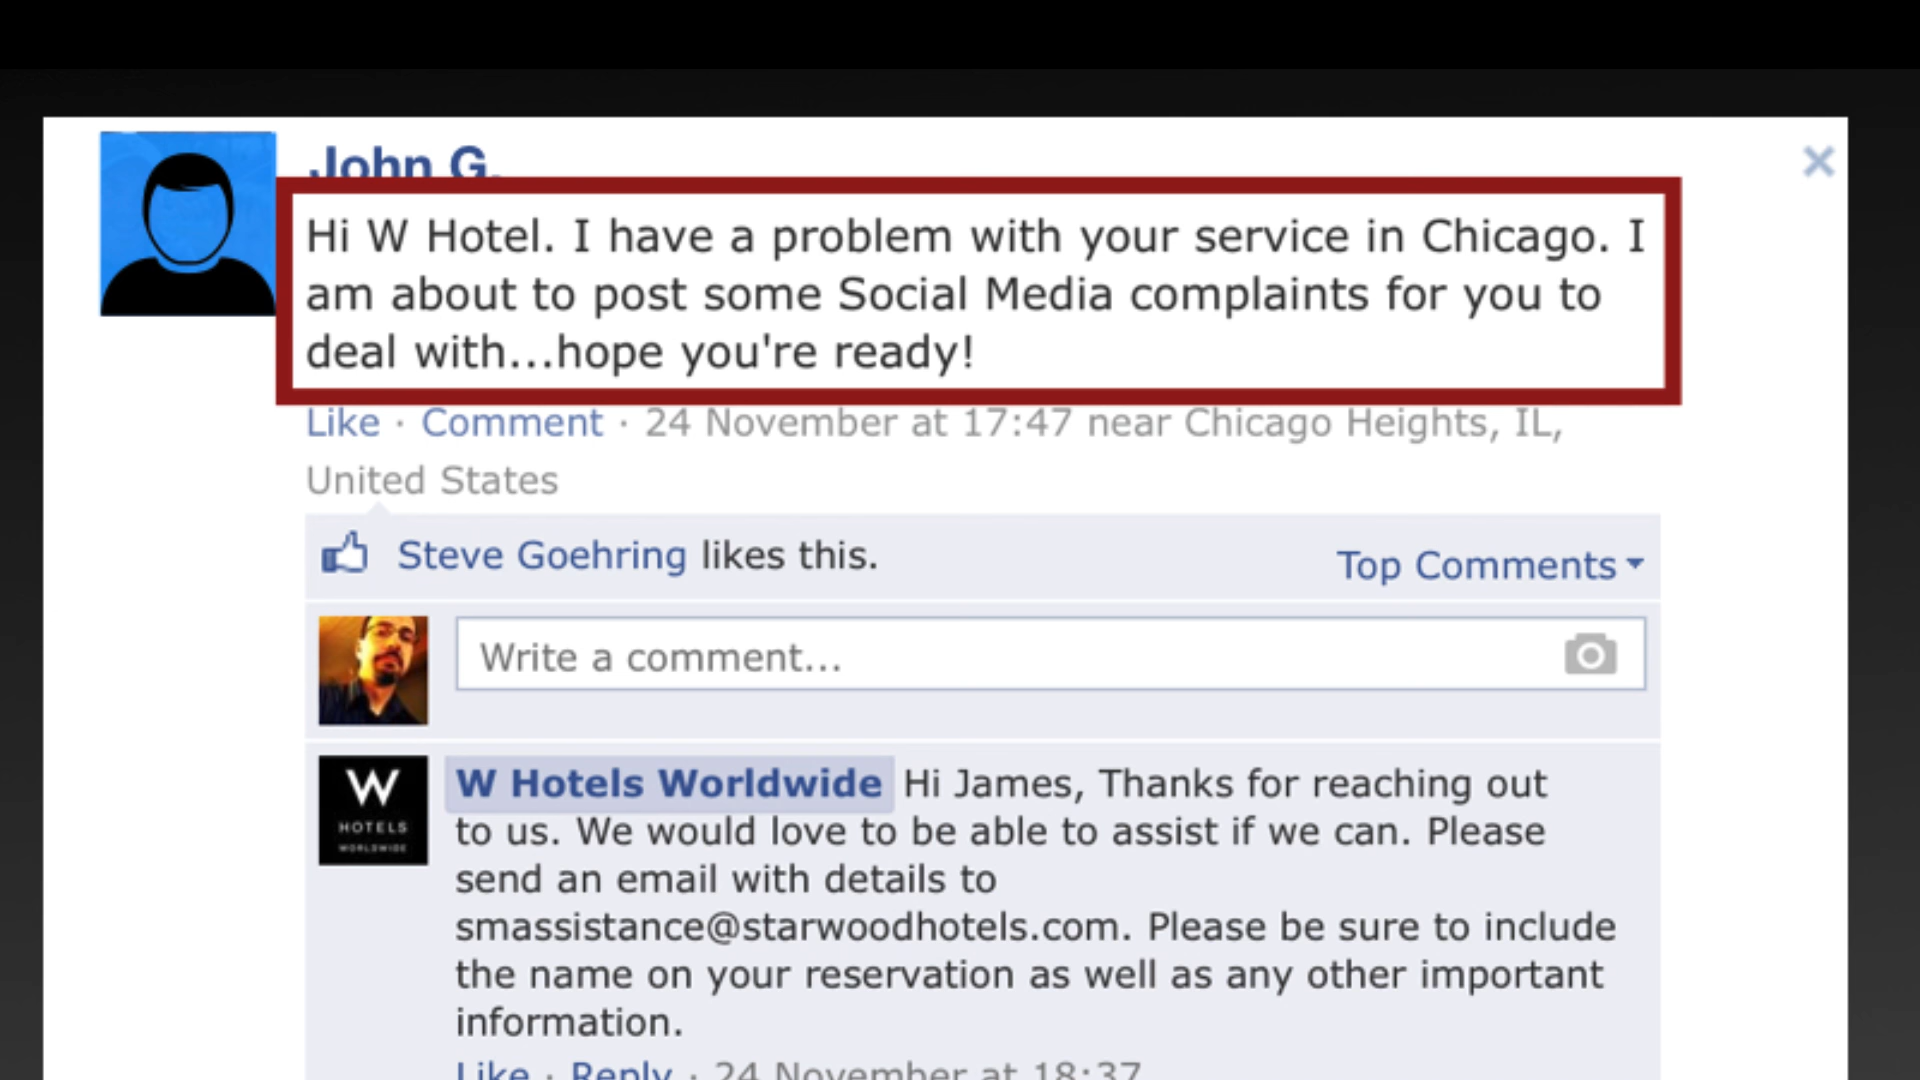 John G.
Hi W Hotel. I have a problem with your service in Chicago. I
am about to post some Social Media complaints for you to
deal with...hope you're ready!
Like · Comment · 24 November at 17:47 near Chicago Heights, IL,
United States
Steve Goehring likes this.
Top Comments
Write a comment...
W
HOTELS
WORLDWIDE
W Hotels Worldwide Hi James, Thanks for reaching out
to us. We would love to be able to assist if we can. Please
send an email with details to
smassistance@starwoodhotels.com. Please be sure to include
the name on your reservation as well as any other important
information.
Like · Reply · 24 November at 18:37